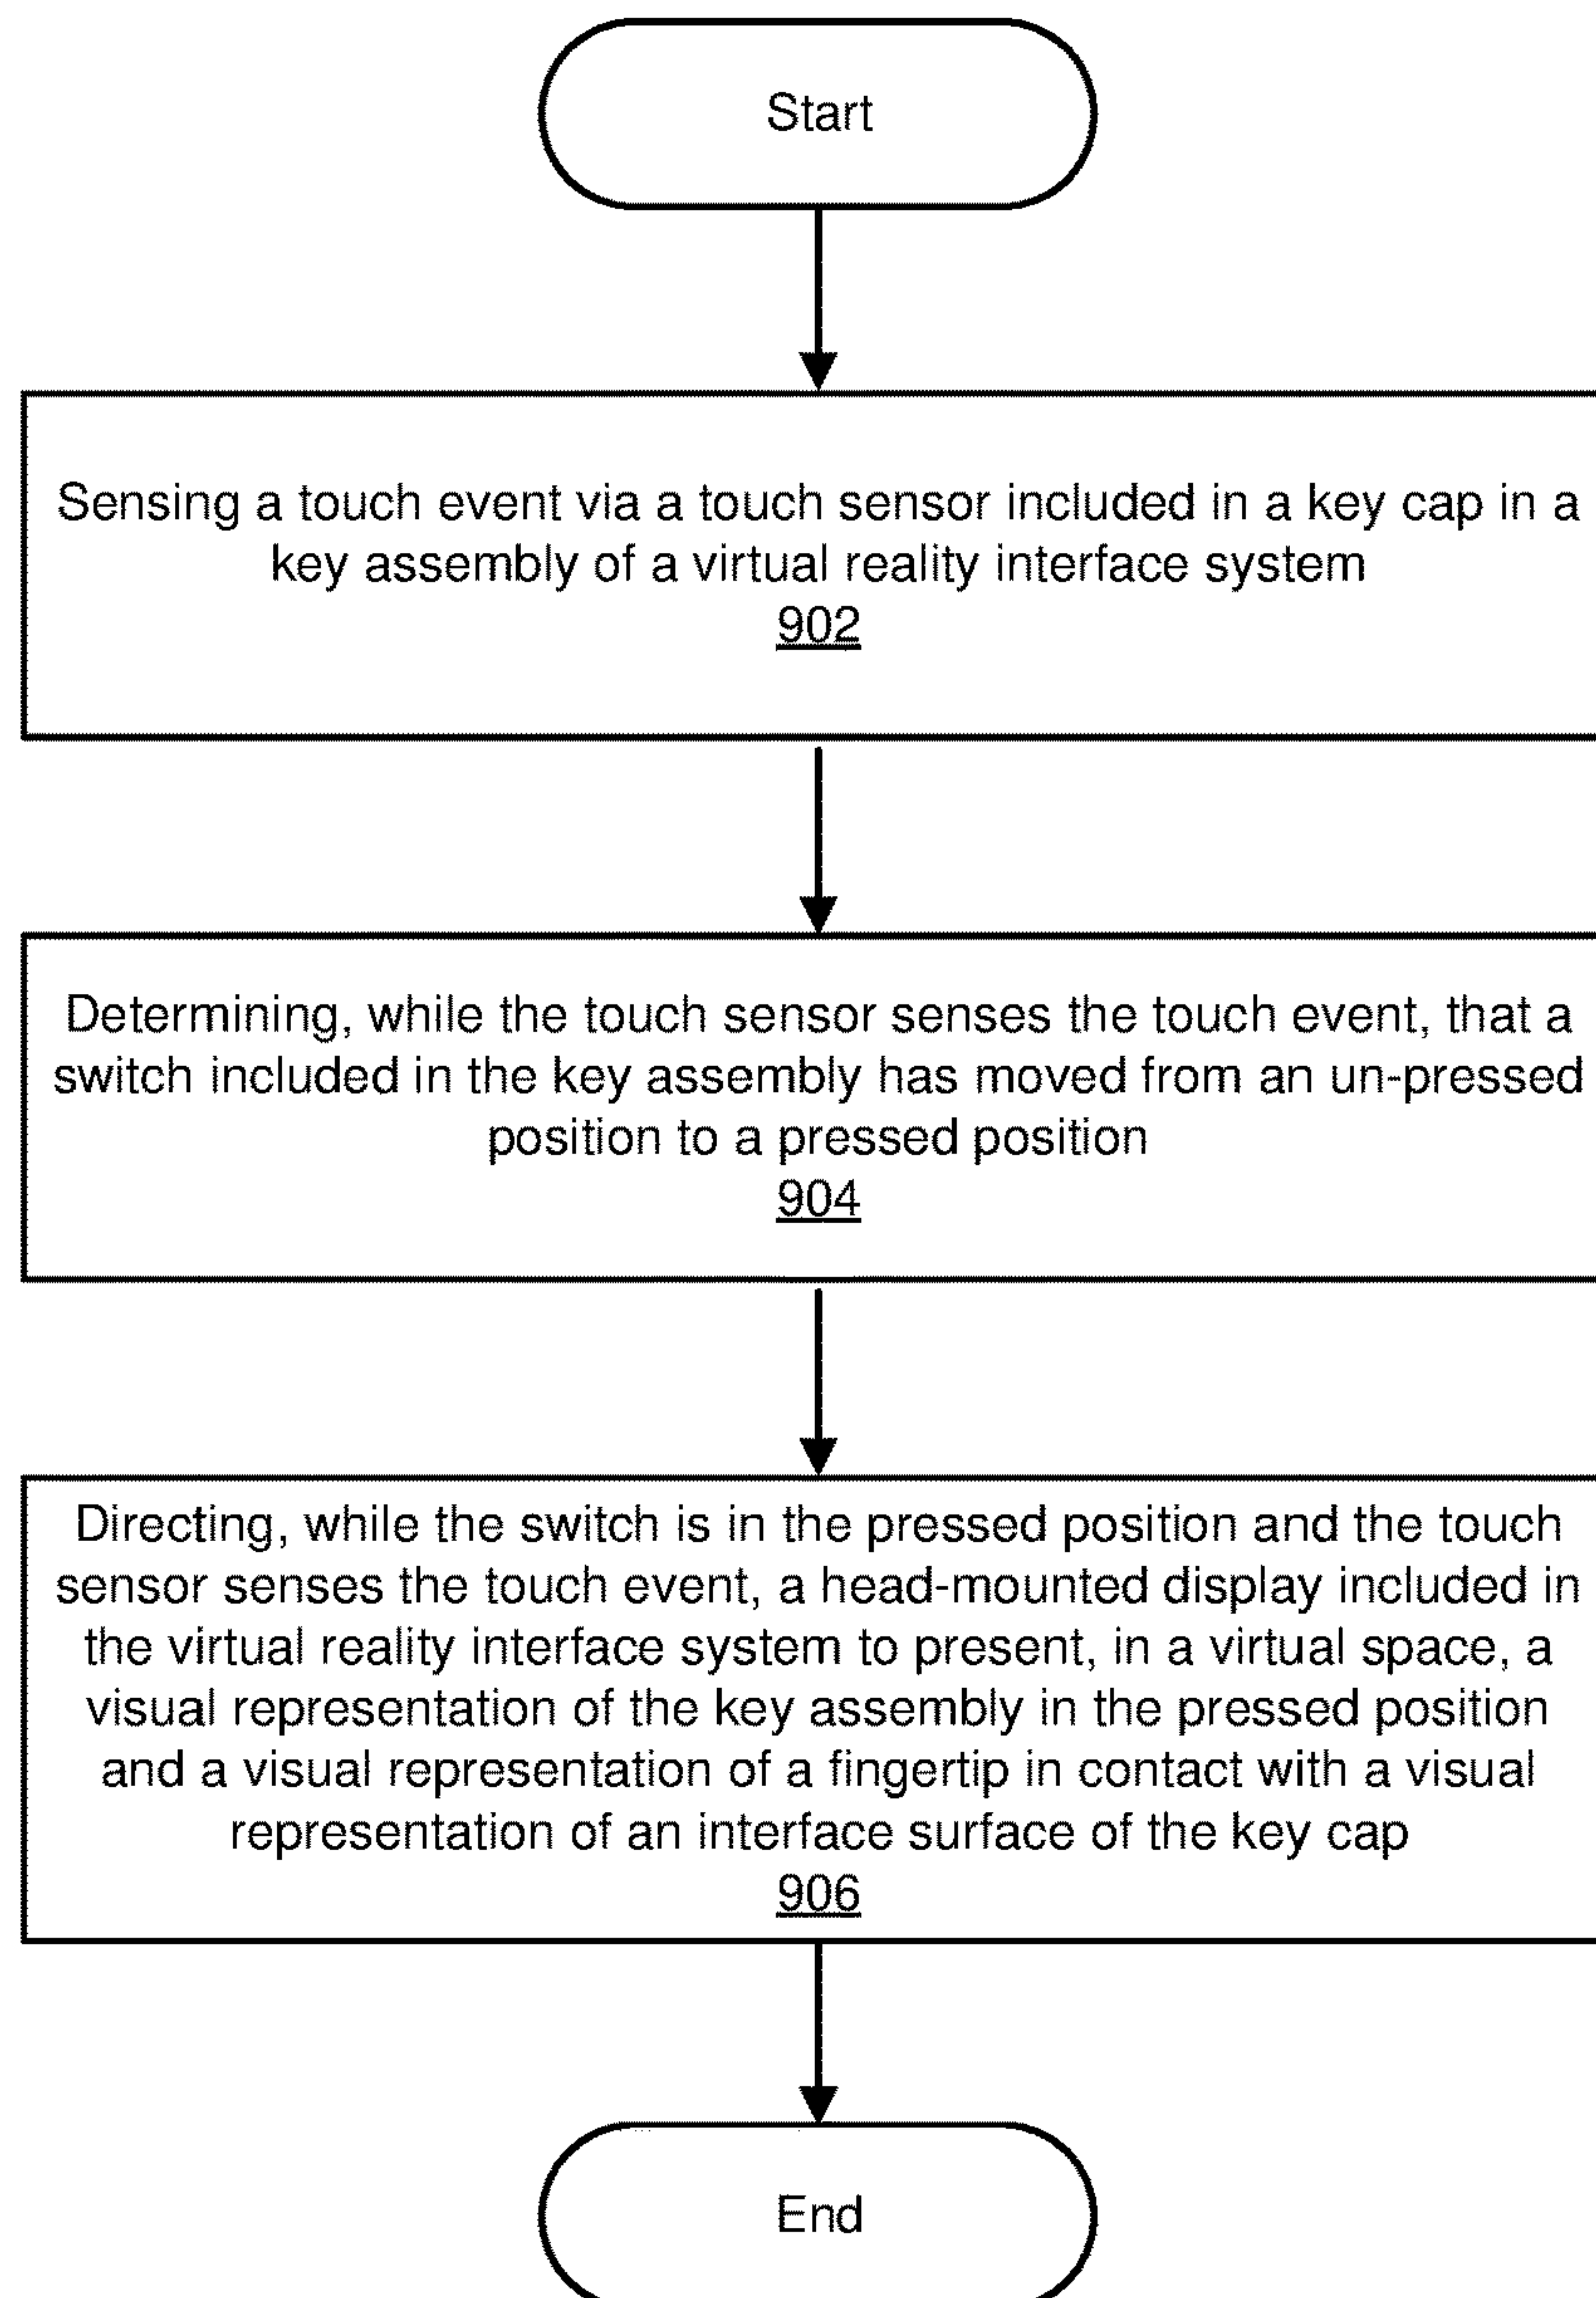 Start
Sensing a touch event via a touch sensor included in a key cap in a
key assembly of a virtual reality interface system
902
Determining, while the touch sensor senses the touch event, that a
switch included in the key assembly has moved from an un-pressed
position to a pressed position
904
Directing, while the switch is in the pressed position and the touch
sensor senses the touch event, a head-mounted display included in
the virtual reality interface system to present, in a virtual space, a
visual representation of the key assembly in the pressed position
and a visual representation of a fingertip in contact with a visual
representation of an interface surface of the key cap
906
End